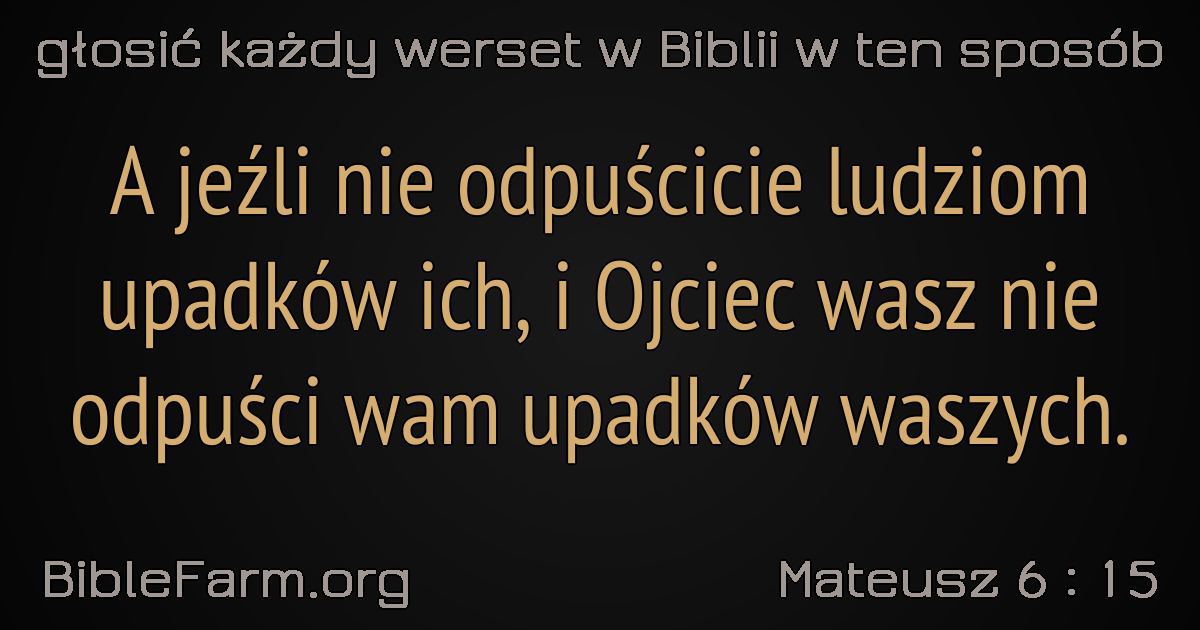 głosić każdy werset w Biblii w ten sposób
A jeźli nie odpuścicie ludziom
upadków ich, i Ojciec wasz nie
odpuści wam upadków waszych.
BibleFarm.org
Mateusz 6 : 15